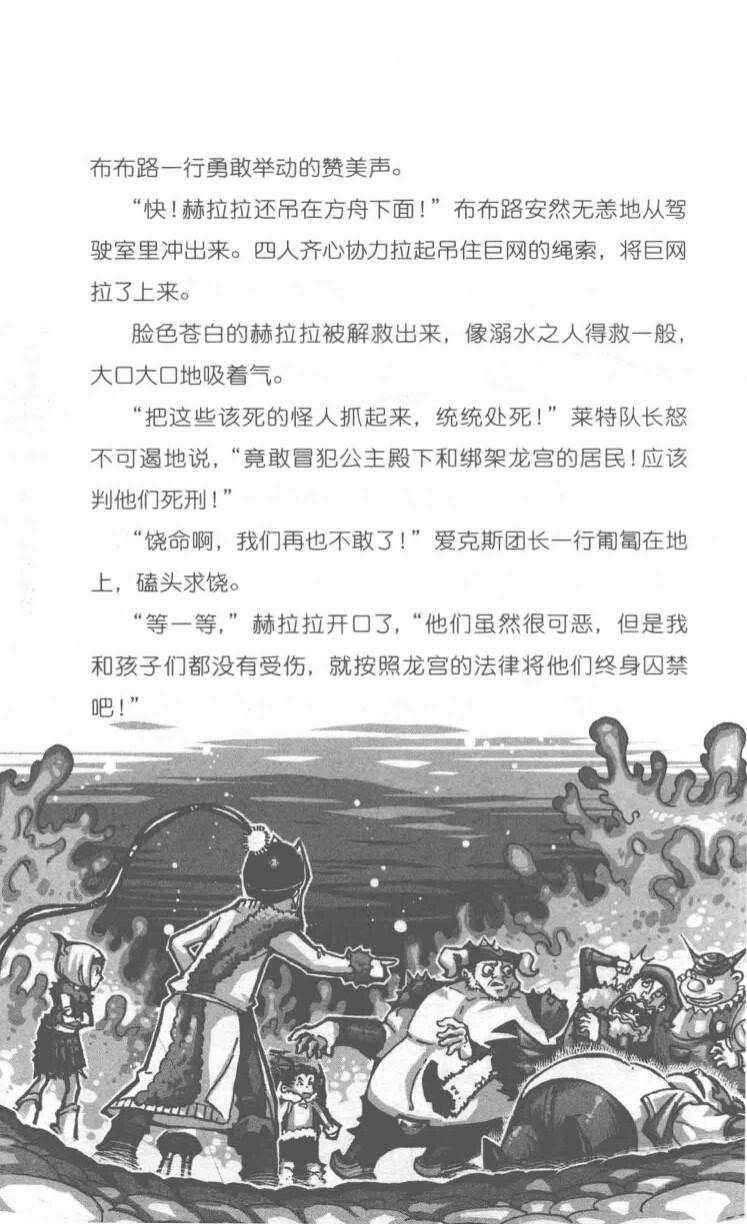 布布路一行勇敢举动的赞美声。
“快！赫拉拉还吊在方舟下面！”布布路安然无恙地从驾
驶室里冲出来。四人齐心协力拉起吊住巨网的绳索，将巨网
拉了上来。
脸色苍白的赫拉拉被解救出来，像溺水之人得救一般，
大口大口地吸着气。
“把这些该死的怪人抓起来，统统处死！”莱特队长怒
不可遏地说，“竟敢冒犯公主殿下和绑架龙宫的居民！应该
判他们死刑！”
“饶命啊，我们再也不敢了！”爱克斯团长一行匍匐在地
上，磕头求饶。
“等一等，”赫拉拉开口了，“他们虽然很可恶，但是我
和孩子们都没有受伤，就按照龙宫的法律将他们终身囚禁
吧！”